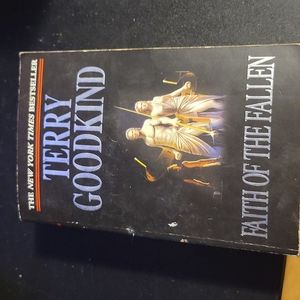 THE NEW YORK TIMES BESTSELLER
TERRY
GOODKIND
FAITH OF THE FALLEN